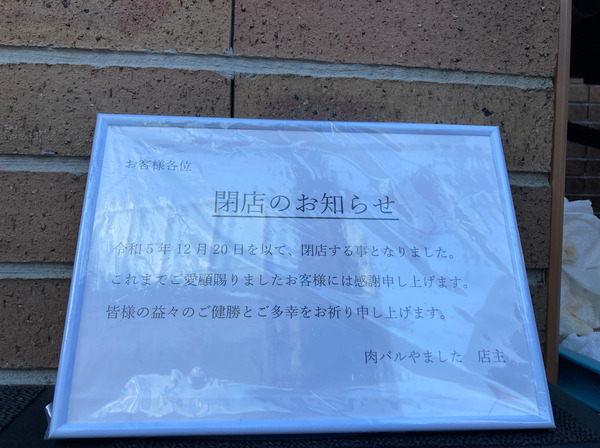 お客様各位
閉店のお知らせ
令和5年12月20日を以て、閉店する事となりました。
これまでご愛顧賜りましたお客様には感謝申し上げます。
皆様の益々のご健勝とご多幸をお祈り申し上げます。
肉バルやました 店主